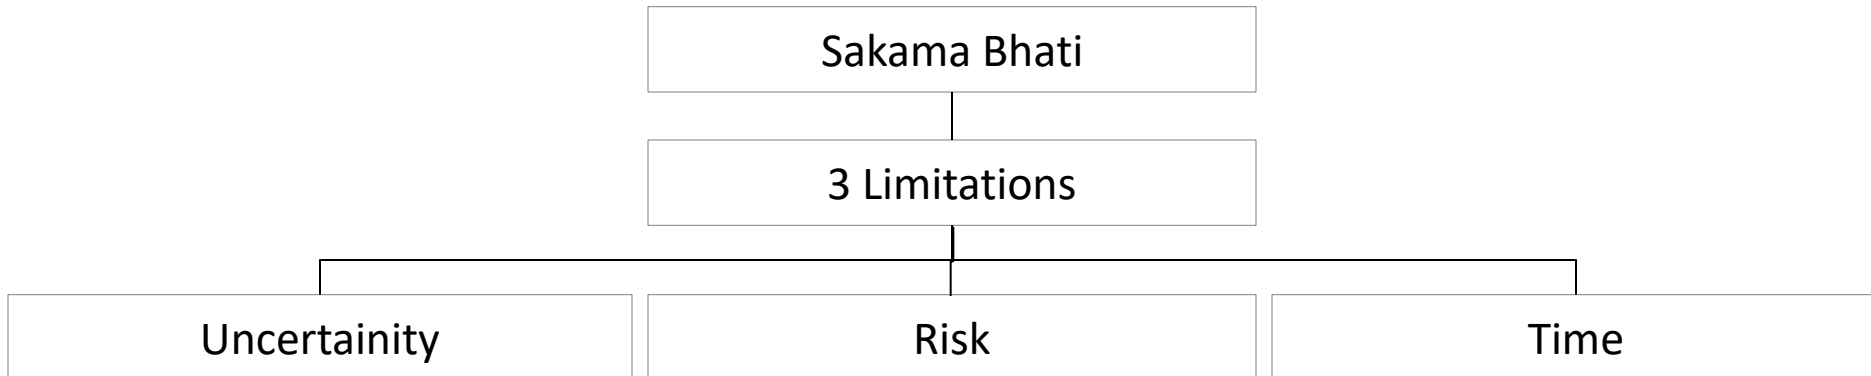 Sakama Bhati
3 Limitations
Uncertainity
Risk
Time